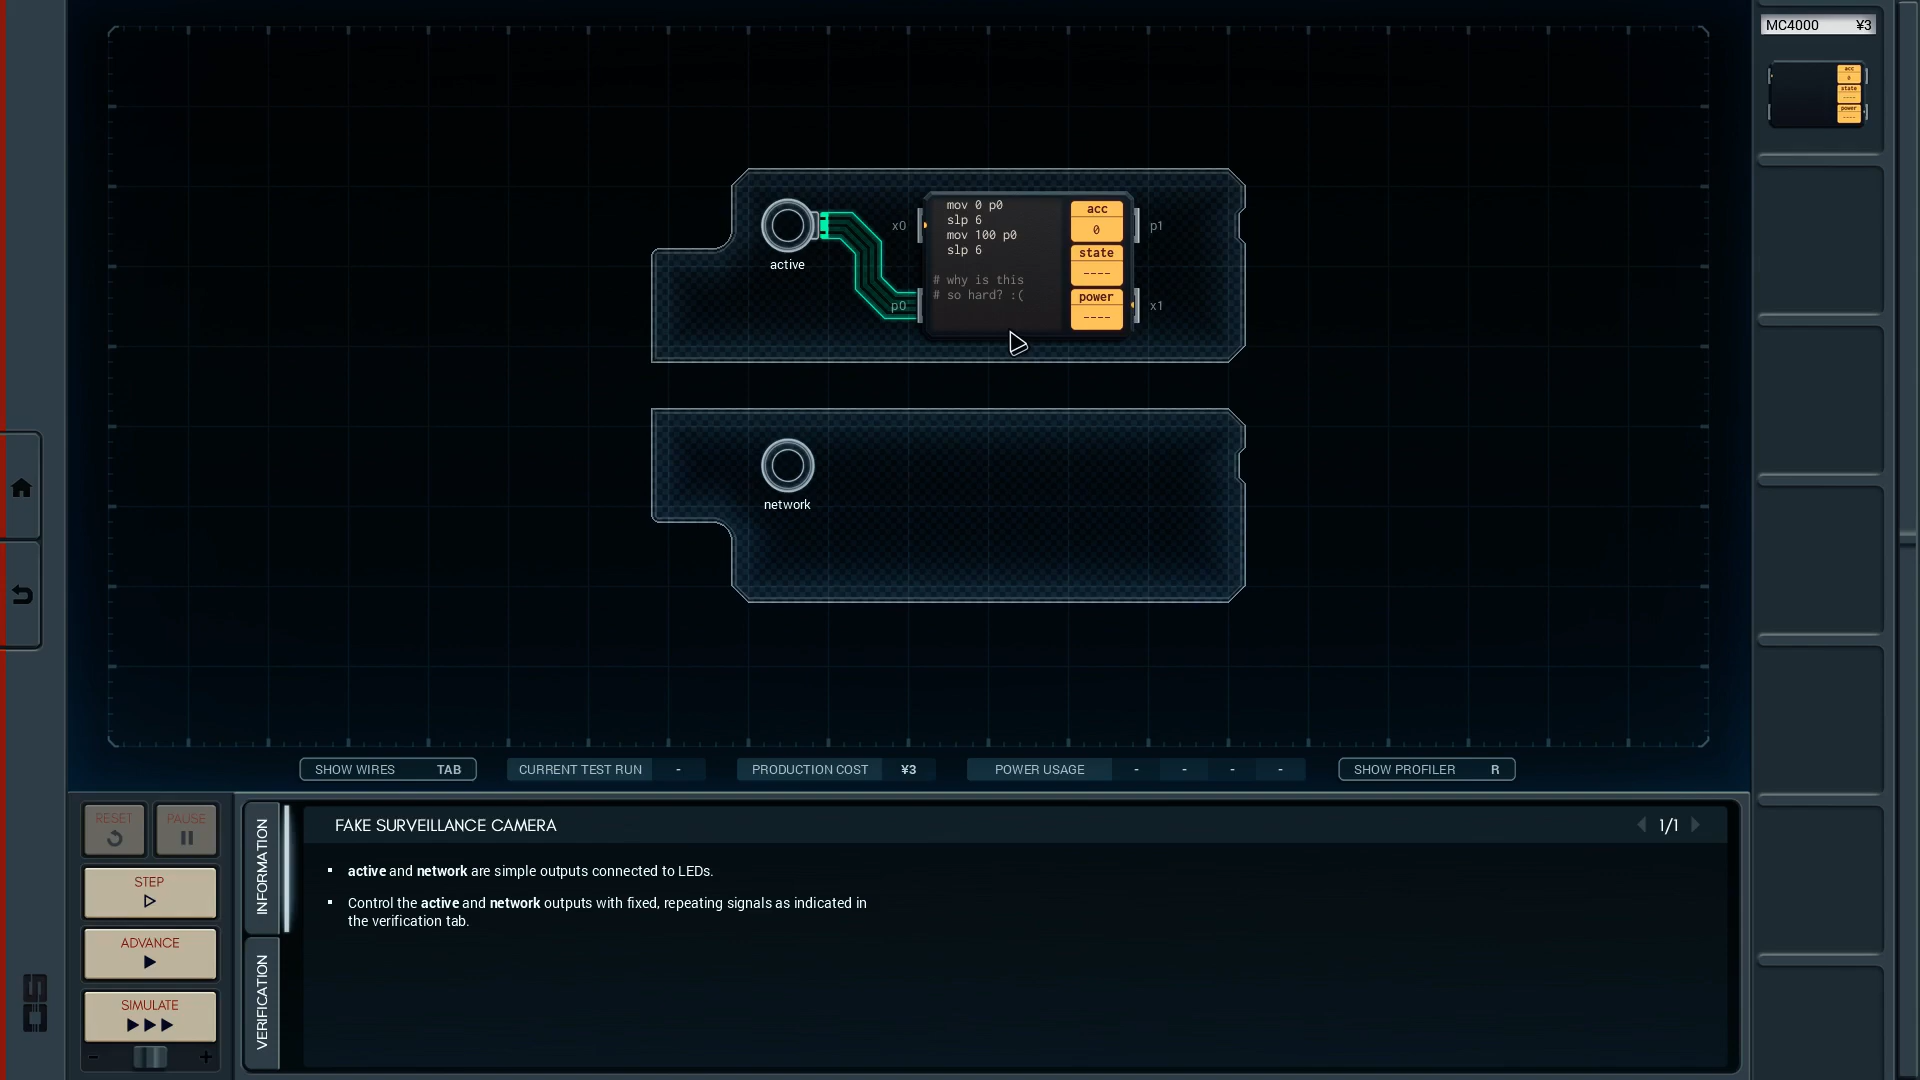 MC4000 ¥3
acc
0
state
----
power
----
mov 0 p0
slp 6
mov 100 p0
slp 6
# why is this
# so hard? :(
acc
0
state
----
power
----
x0
p0
p1
x1
active
network
SHOW WIRES TAB
CURRENT TEST RUN -
PRODUCTION COST ¥3
POWER USAGE - - - -
SHOW PROFILER R
RESET
PAUSE
STEP
ADVANCE
SIMULATE
- +
INFORMATION
VERIFICATION
FAKE SURVEILLANCE CAMERA
1/1
▪ active and network are simple outputs connected to LEDs.
▪ Control the active and network outputs with fixed, repeating signals as indicated in
the verification tab.